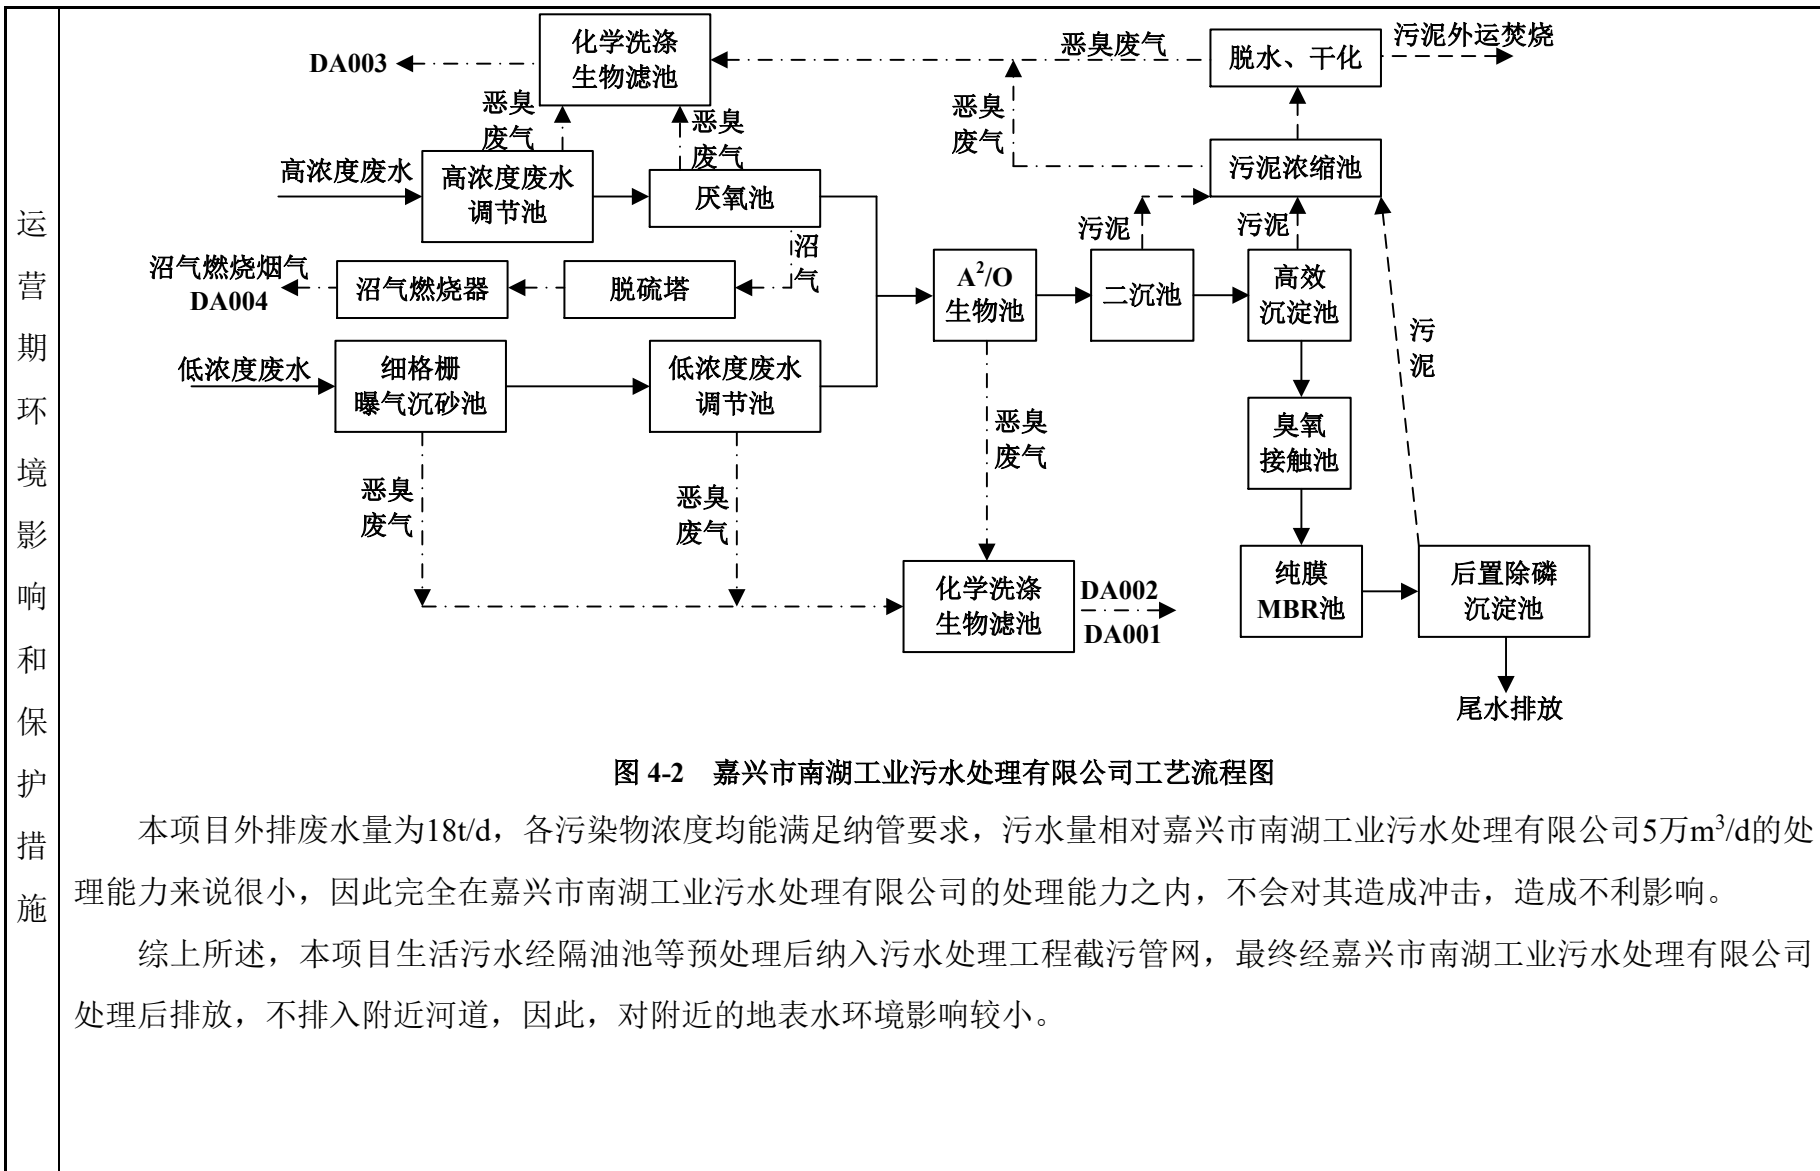 运
营
期
环
境
影
响
和
保
护
措
施
化学洗涤
生物滤池
DA003
恶臭废气
脱水、干化
污泥外运焚烧
恶臭
废气
恶臭
废气
恶臭
废气
高浓度废水
高浓度废水
调节池
厌氧池
污泥浓缩池
沼
气
污泥
污泥
沼气燃烧烟气
DA004
沼气燃烧器
脱硫塔
A²/O
生物池
二沉池
高效
沉淀池
污
泥
低浓度废水
细格栅
曝气沉砂池
低浓度废水
调节池
恶臭
废气
恶臭
废气
恶臭
废气
臭氧
接触池
化学洗涤
生物滤池
DA002
DA001
纯膜
MBR池
后置除磷
沉淀池
尾水排放
图 4-2 嘉兴市南湖工业污水处理有限公司工艺流程图
本项目外排废水量为18t/d，各污染物浓度均能满足纳管要求，污水量相对嘉兴市南湖工业污水处理有限公司5万m³/d的处
理能力来说很小，因此完全在嘉兴市南湖工业污水处理有限公司的处理能力之内，不会对其造成冲击，造成不利影响。
综上所述，本项目生活污水经隔油池等预处理后纳入污水处理工程截污管网，最终经嘉兴市南湖工业污水处理有限公司
处理后排放，不排入附近河道，因此，对附近的地表水环境影响较小。